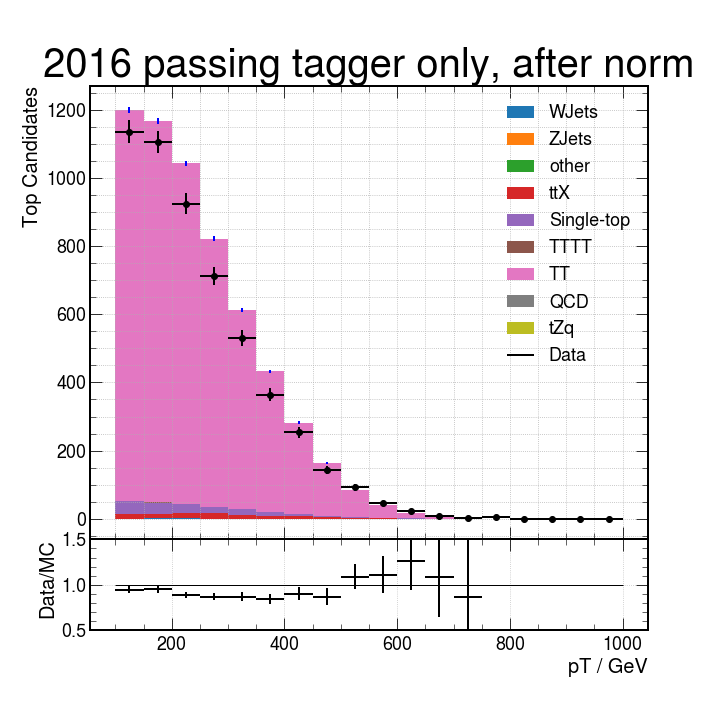 2016 passing tagger only, after norm
Top Candidates
1200
1000
800
600
400
200
0
WJets
ZJets
other
ttX
Single-top
TTTT
TT
QCD
tZq
Data
Data/MC
1.5
1.0
0.5
200 400 600 800 1000
pT / GeV